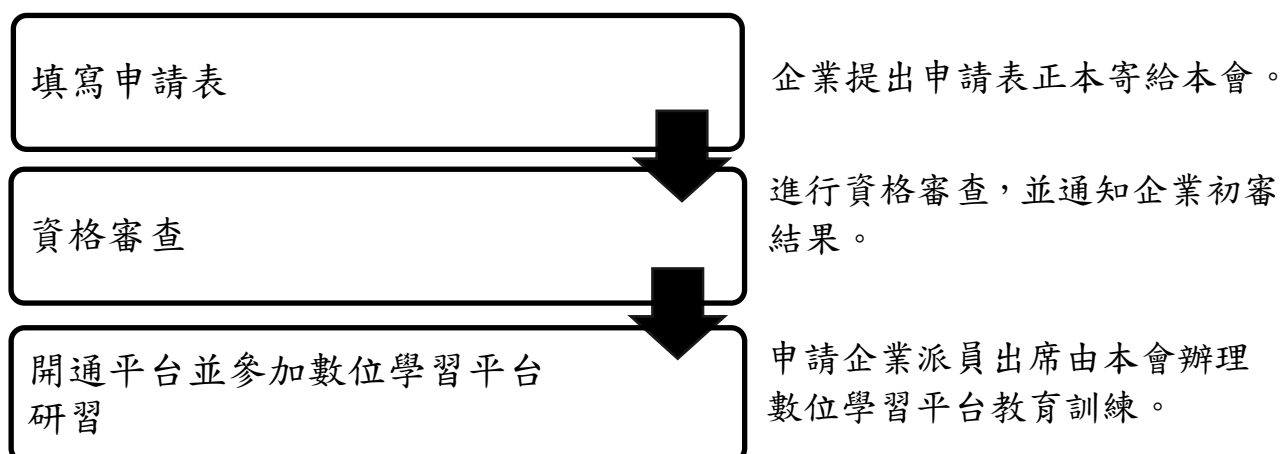 填寫申請表
企業提出申請表正本寄給本會。
資格審查
進行資格審查，並通知企業初審
結果。
開通平台並參加數位學習平台
研習
申請企業派員出席由本會辦理
數位學習平台教育訓練。